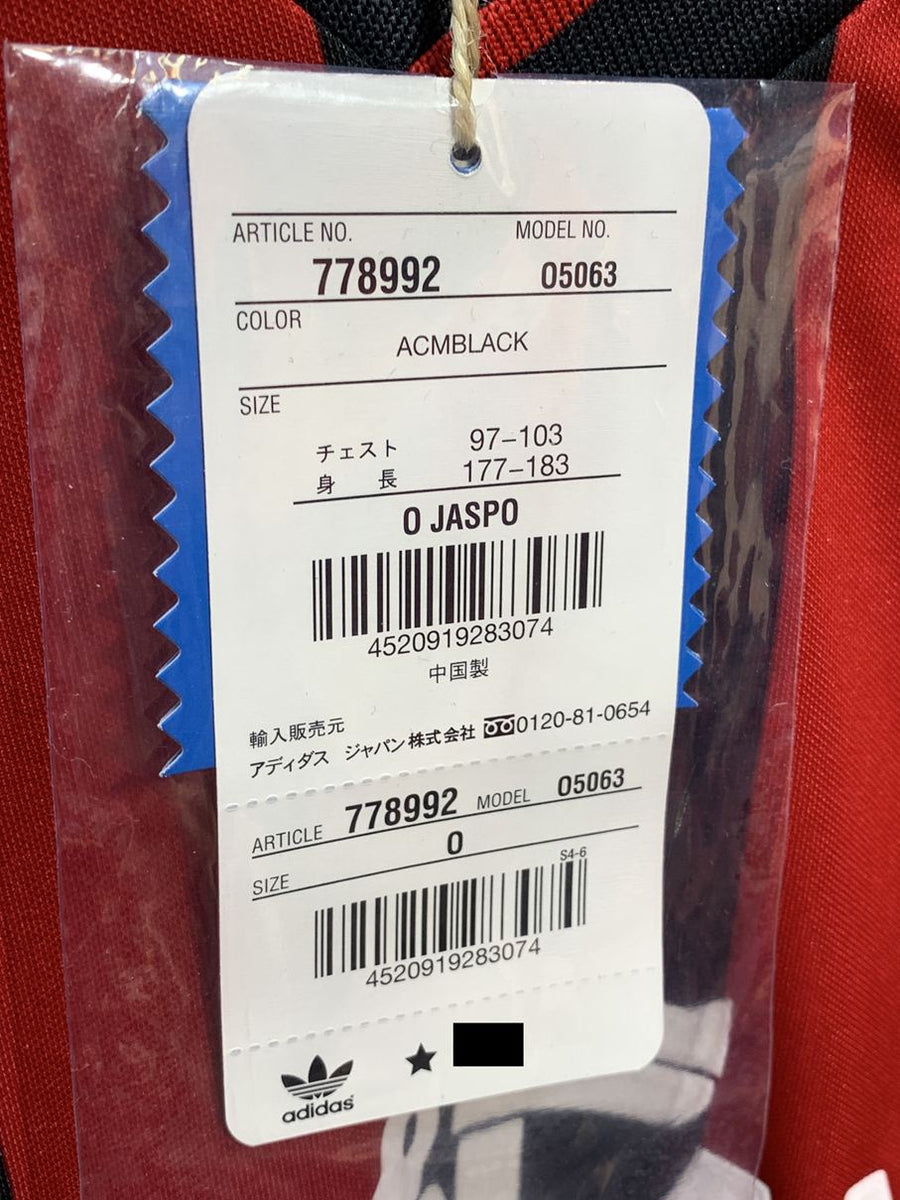 ARTICLE NO. MODEL NO.
778992 O5063
COLOR
ACMBLACK
SIZE
チェスト 97-103
身長 177-183
O JASPO
4520919283074
中国製
輸入販売元
アディダス ジャパン株式会社 0120-81-0654
ARTICLE 778992 MODEL O5063
SIZE O
S4-6
4520919283074
adidas